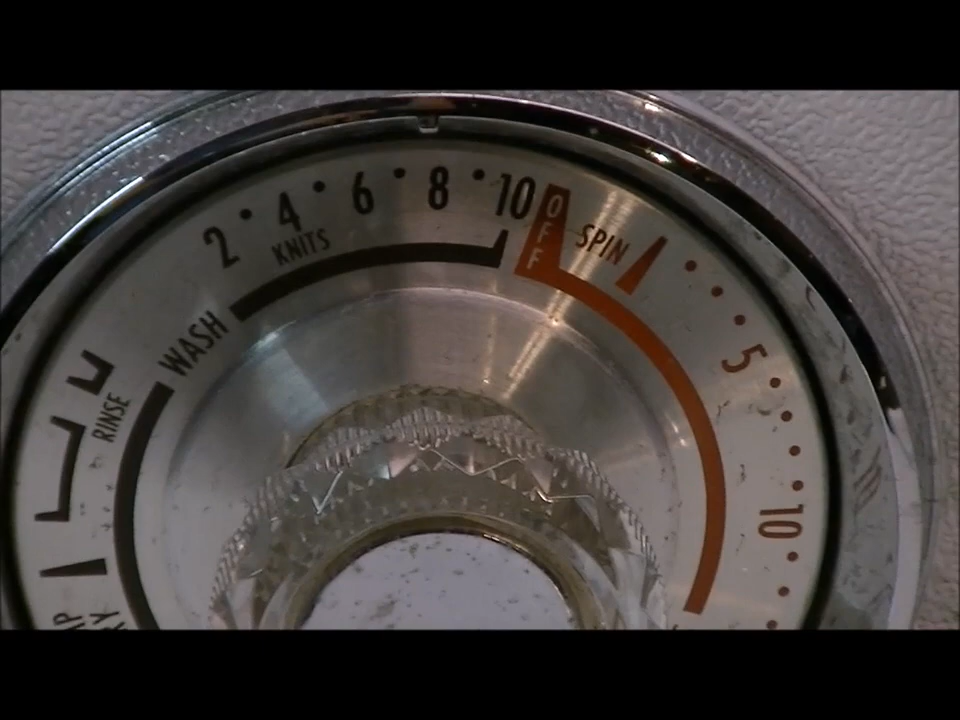 2 • 4 • 6 • 8 • 10
KNITS
OFF
SPIN
5
10
WASH
RINSE